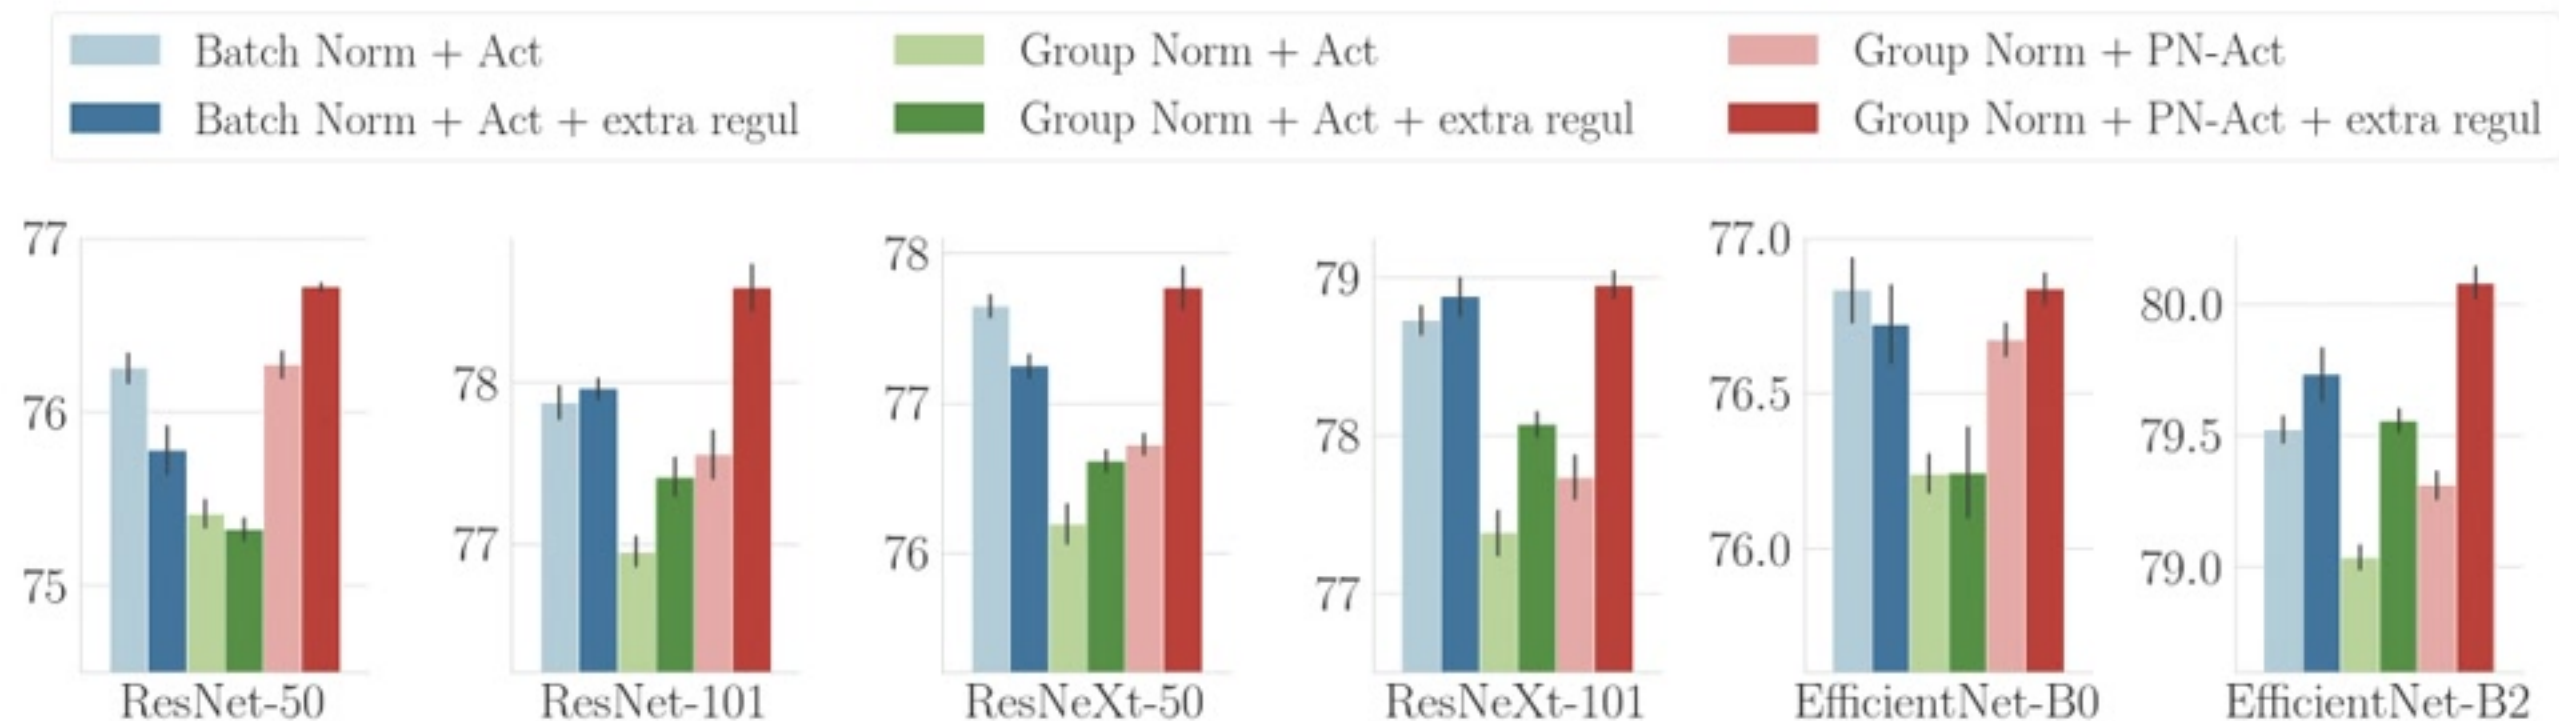 Batch Norm + Act
Group Norm + Act
Group Norm + PN-Act
Batch Norm + Act + extra regul
Group Norm + Act + extra regul
Group Norm + PN-Act + extra regul
77
76
75
ResNet-50
78
77
ResNet-101
78
77
76
ResNeXt-50
79
78
77
ResNeXt-101
77.0
76.5
76.0
EfficientNet-B0
80.0
79.5
79.0
EfficientNet-B2